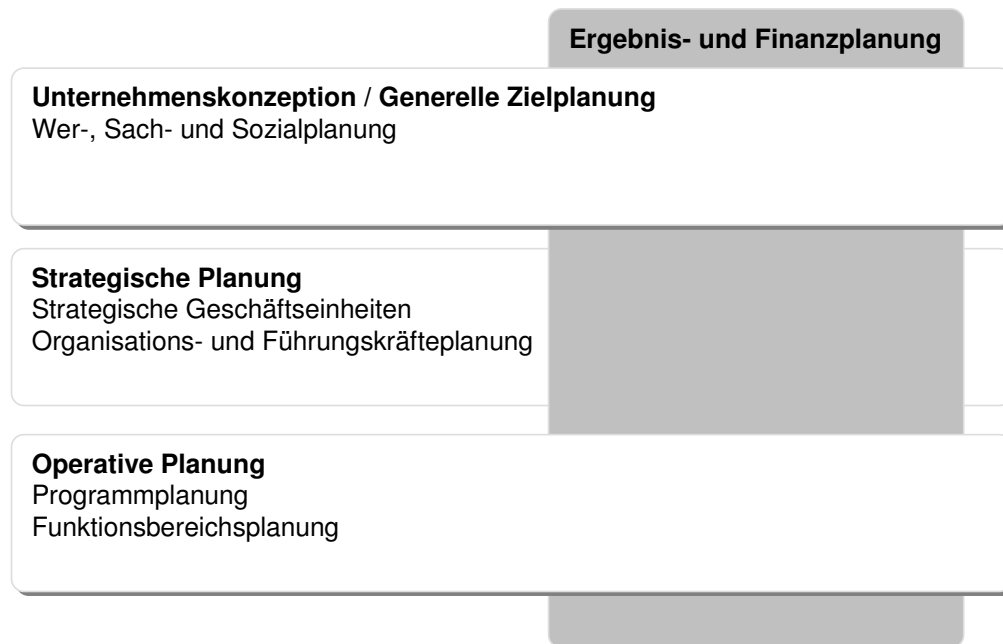 Ergebnis- und Finanzplanung
Unternehmenskonzeption / Generelle Zielplanung
Wer-, Sach- und Sozialplanung
Strategische Planung
Strategische Geschäftseinheiten
Organisations- und Führungskräfteplanung
Operative Planung
Programmplanung
Funktionsbereichsplanung